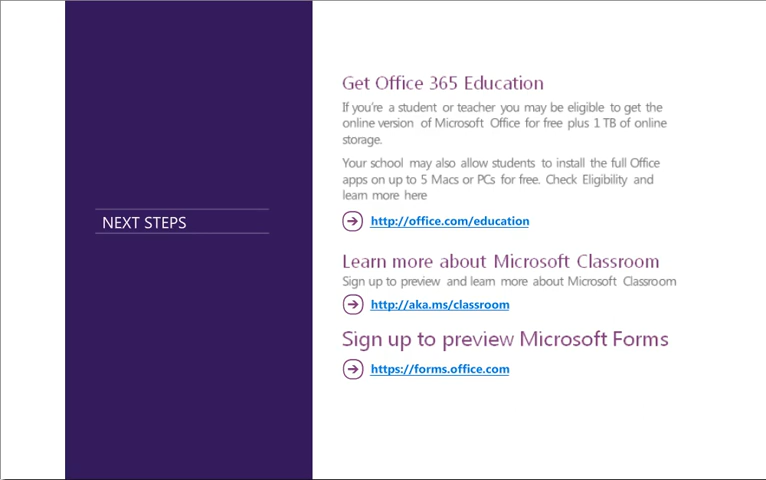 NEXT STEPS
Get Office 365 Education
If you're a student or teacher you may be eligible to get the
online version of Microsoft Office for free plus 1 TB of online
storage.
Your school may also allow students to install the full Office
apps on up to 5 Macs or PCs for free. Check Eligibility and
learn more here
http://office.com/education
Learn more about Microsoft Classroom
Sign up to preview and learn more about Microsoft Classroom
http://aka.ms/classroom
Sign up to preview Microsoft Forms
https://forms.office.com